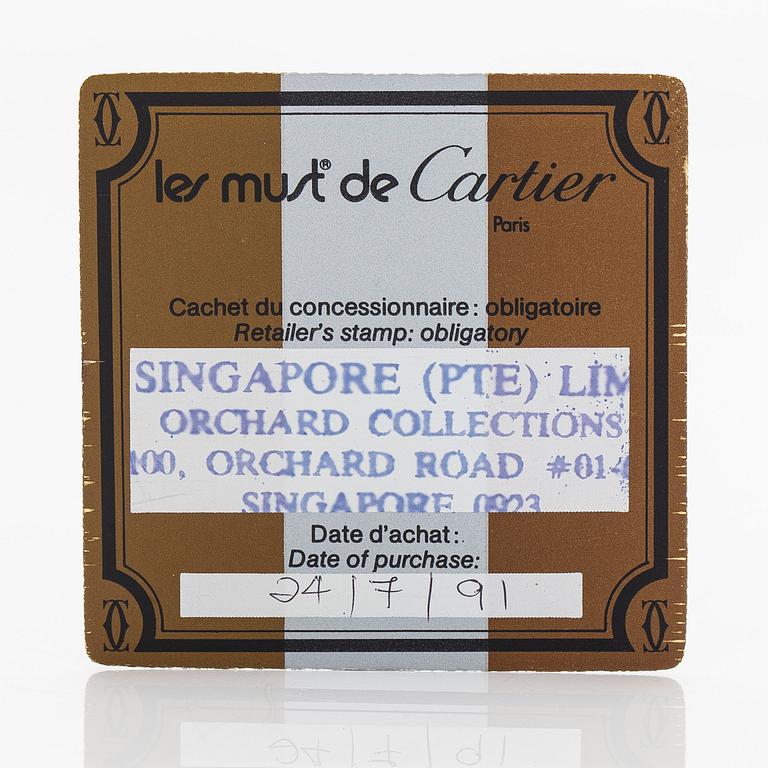 les must® de Cartier
Paris
Cachet du concessionnaire : obligatoire
Retailer's stamp: obligatory
SINGAPORE (PTE) LIM
ORCHARD COLLECTIONS
100, ORCHARD ROAD #01-
SINGAPORE 0923
Date d'achat :
Date of purchase:
24/7/91